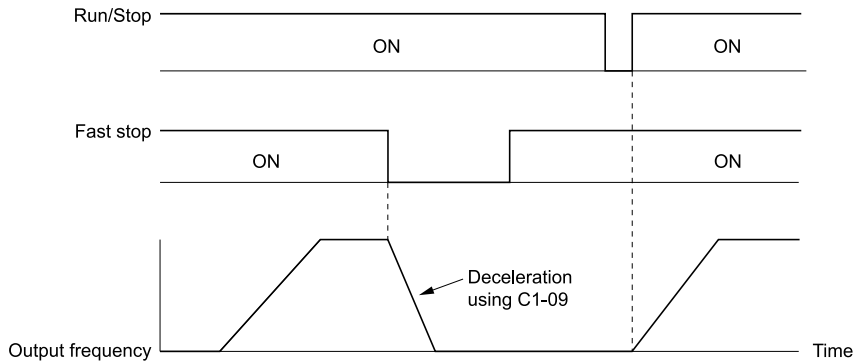 Run/Stop
ON
ON
Fast stop
ON
ON
Deceleration
using C1-09
Output frequency
Time